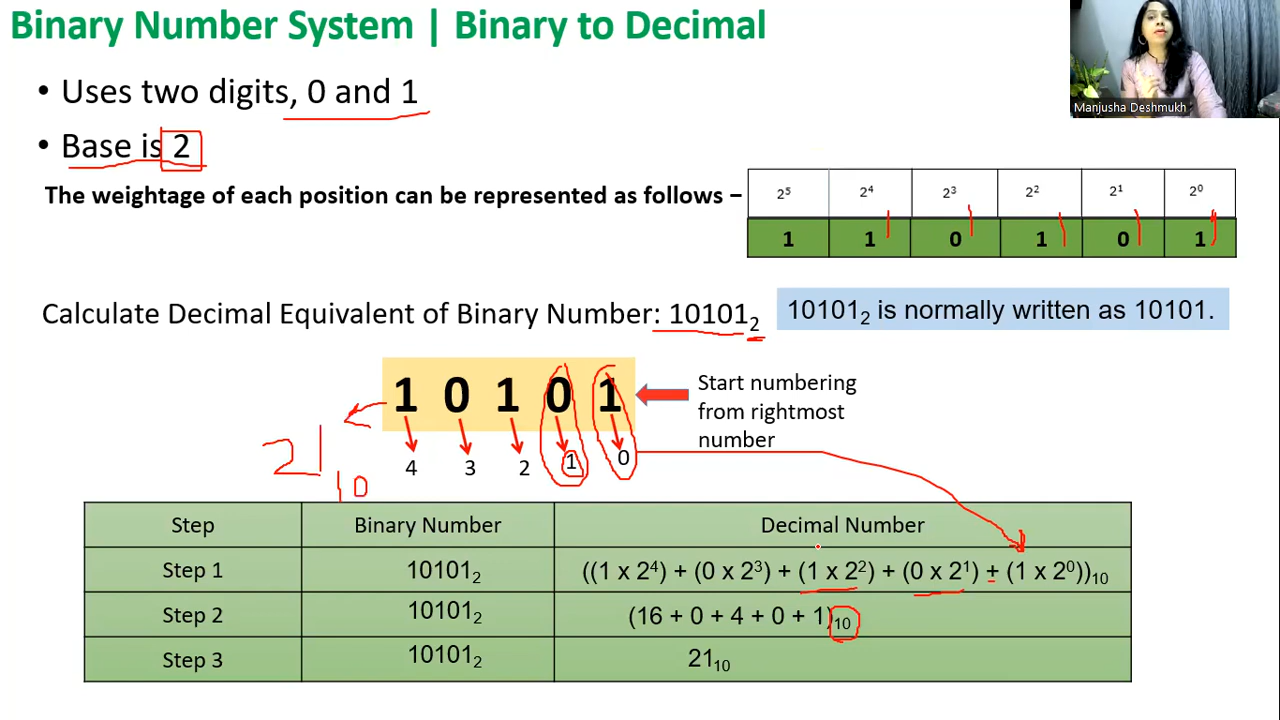 Binary Number System | Binary to Decimal
Manjusha Deshmukh
• Uses two digits, 0 and 1
• Base is 2
The weightage of each position can be represented as follows –
2⁵ 2⁴ 2³ 2² 2¹ 2⁰
1 1 0 1 0 1
Calculate Decimal Equivalent of Binary Number: 10101₂
10101₂ is normally written as 10101.
1 0 1 0 1
4 3 2 1 0
Start numbering
from rightmost
number
21₁₀
Step Binary Number Decimal Number
Step 1 10101₂ ((1 x 2⁴) + (0 x 2³) + (1 x 2²) + (0 x 2¹) + (1 x 2⁰))₁₀
Step 2 10101₂ (16 + 0 + 4 + 0 + 1)₁₀
Step 3 10101₂ 21₁₀